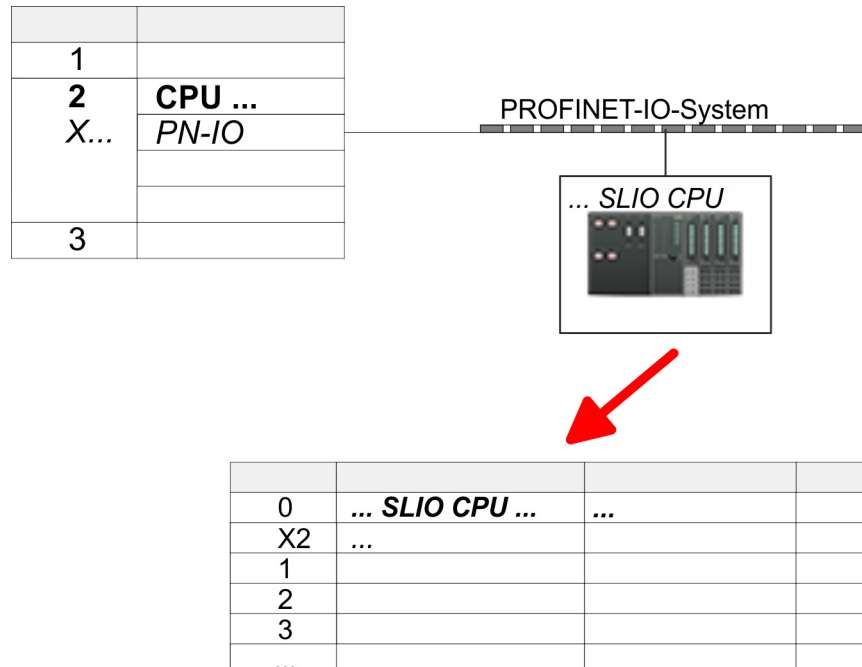 1
2 CPU ...
X... PN-IO
3
PROFINET-IO-System
... SLIO CPU
0 ... SLIO CPU ... ...
X2 ...
1
2
3
...